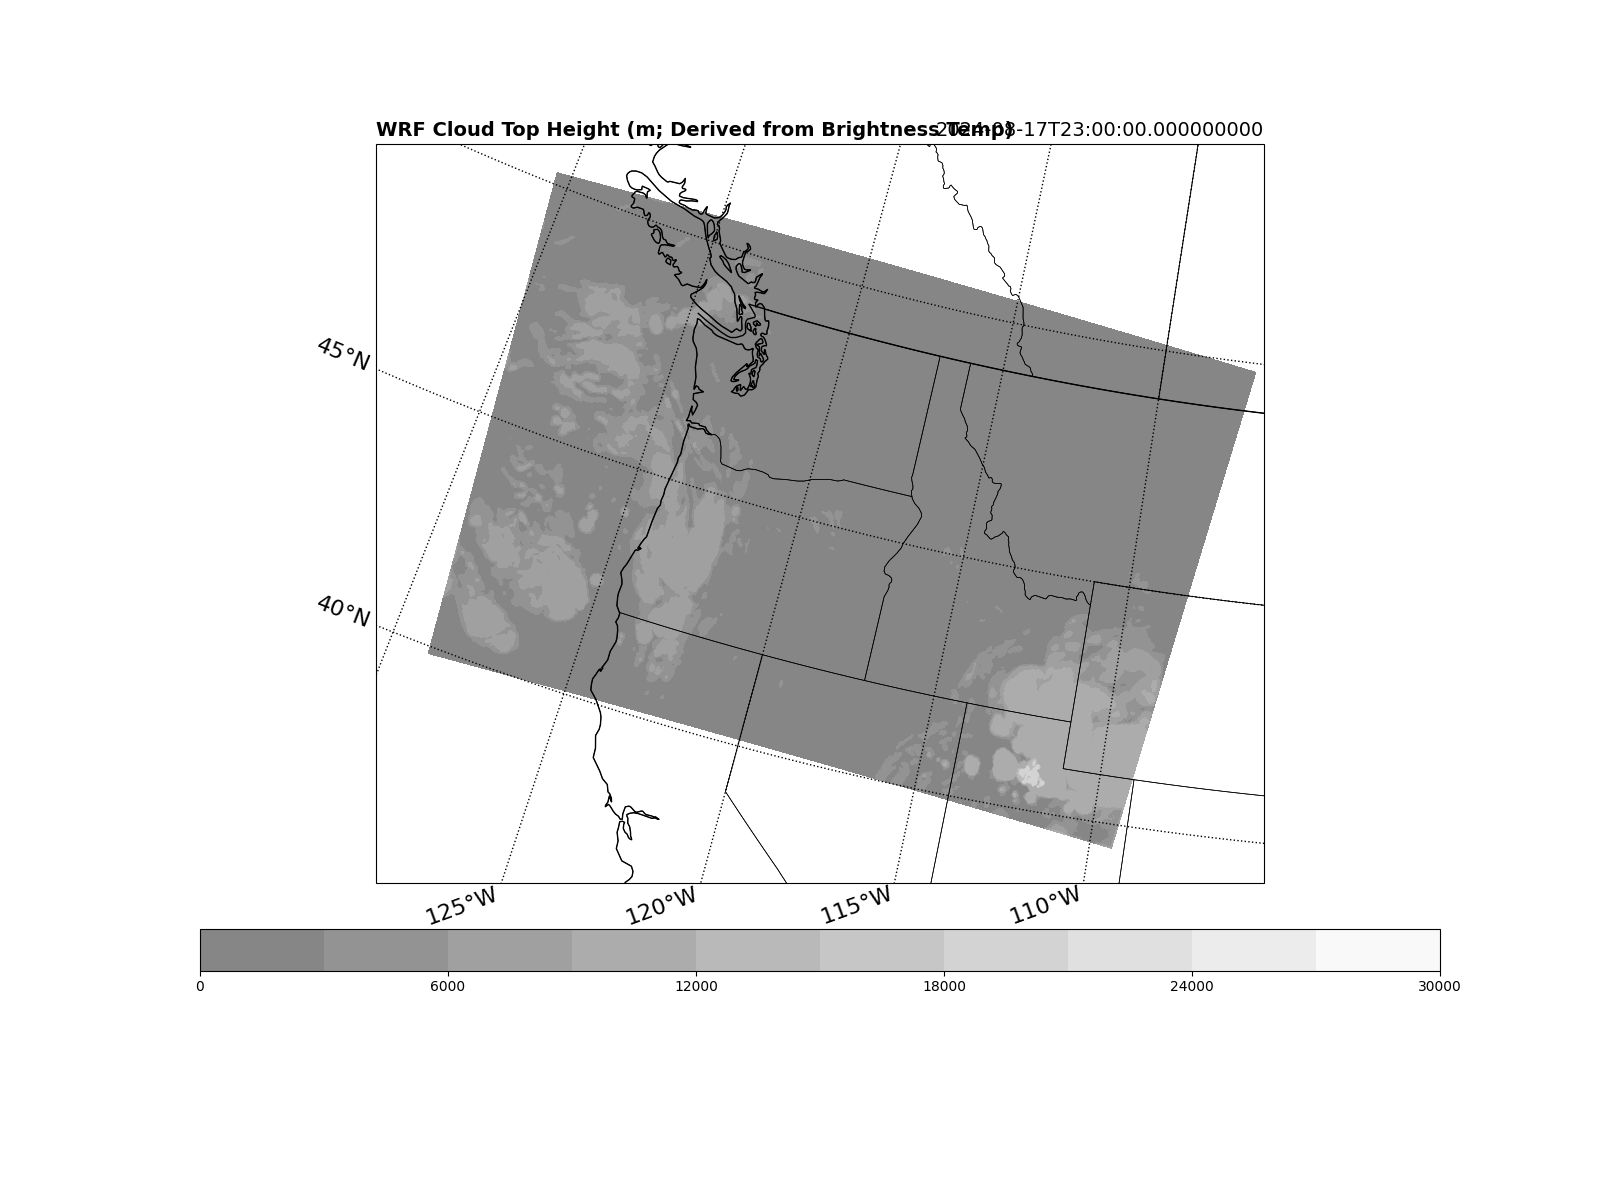 WRF Cloud Top Height (m; Derived from Brightness Temp) 2024-08-17T23:00:00.000000000
45°N
40°N
125°W 120°W 115°W 110°W
0 6000 12000 18000 24000 30000